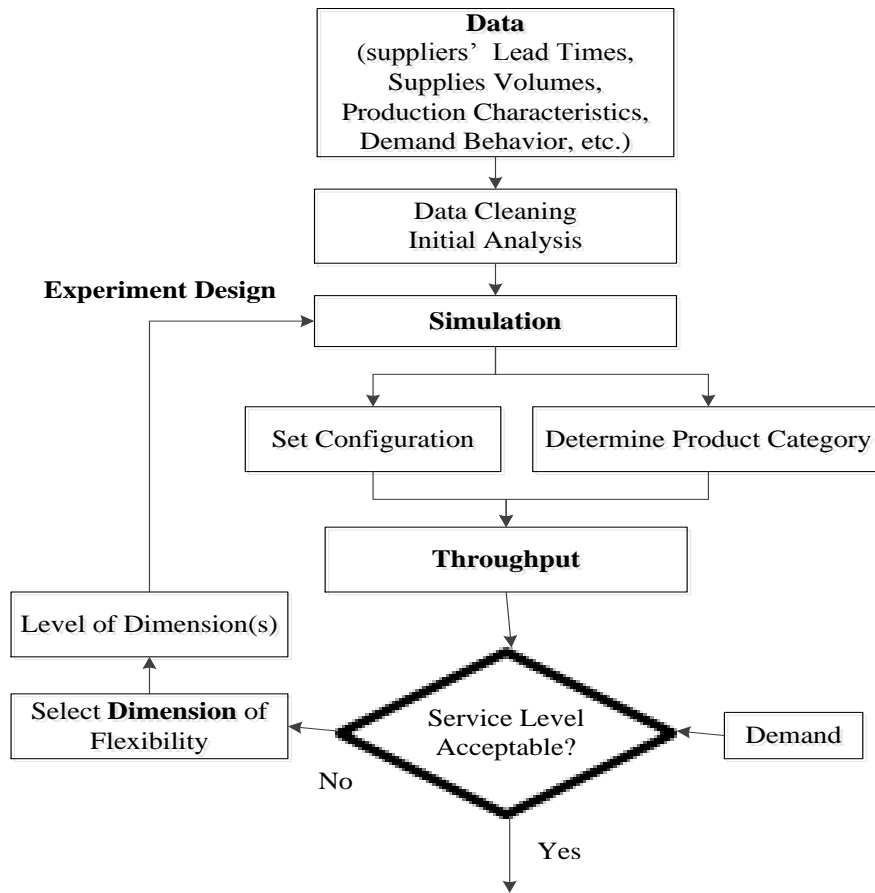 Data
(suppliers’ Lead Times,
Supplies Volumes,
Production Characteristics,
Demand Behavior, etc.)
Data Cleaning
Initial Analysis
Experiment Design
Simulation
Set Configuration
Determine Product Category
Throughput
Level of Dimension(s)
Select Dimension of
Flexibility
Service Level
Acceptable?
Demand
No
Yes